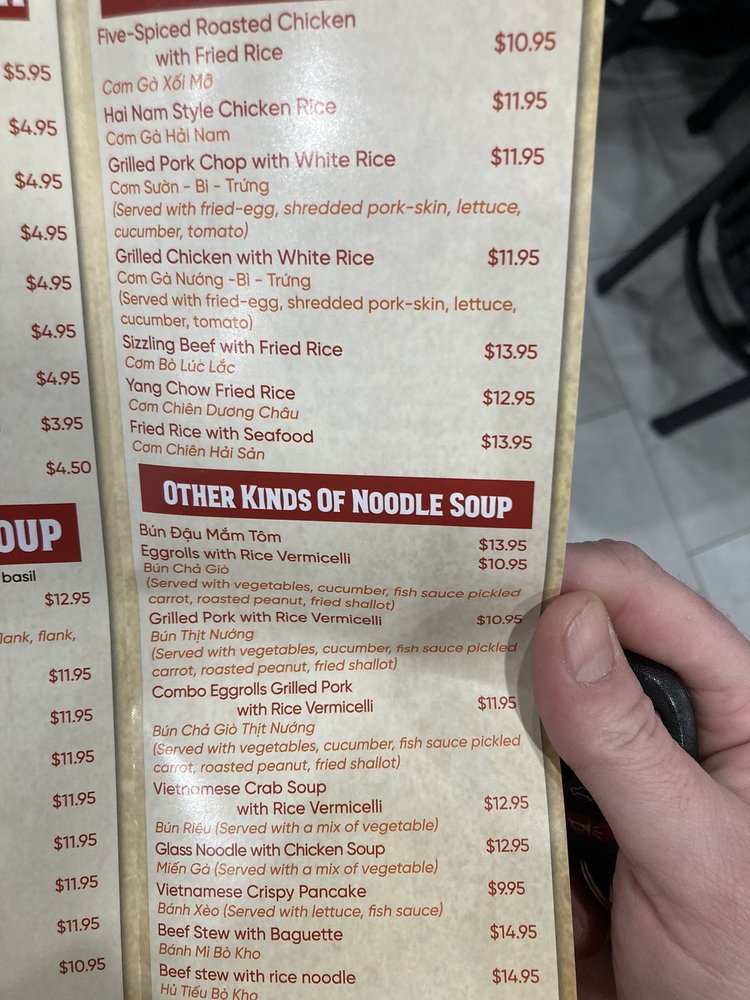 $5.95
$4.95
$4.95
$4.95
$4.95
$4.95
$4.95
$3.95
$4.50
OUP
basil
$12.95
flank, flank,
$11.95
$11.95
$11.95
$11.95
$11.95
$11.95
$11.95
$10.95
Five-Spiced Roasted Chicken
with Fried Rice $10.95
Cơm Gà Xối Mỡ
Hai Nam Style Chicken Rice $11.95
Cơm Gà Hải Nam
Grilled Pork Chop with White Rice $11.95
Cơm Sườn - Bì - Trứng
(Served with fried-egg, shredded pork-skin, lettuce,
cucumber, tomato)
Grilled Chicken with White Rice $11.95
Cơm Gà Nướng -Bì - Trứng
(Served with fried-egg, shredded pork-skin, lettuce,
cucumber, tomato)
Sizzling Beef with Fried Rice $13.95
Cơm Bò Lúc Lắc
Yang Chow Fried Rice $12.95
Cơm Chiên Dương Châu
Fried Rice with Seafood $13.95
Cơm Chiên Hải Sản
OTHER KINDS OF NOODLE SOUP
Bún Đậu Mắm Tôm $13.95
Eggrolls with Rice Vermicelli $10.95
Bún Chả Giò
(Served with vegetables, cucumber, fish sauce pickled
carrot, roasted peanut, fried shallot)
Grilled Pork with Rice Vermicelli $10.95
Bún Thịt Nướng
(Served with vegetables, cucumber, fish sauce pickled
carrot, roasted peanut, fried shallot)
Combo Eggrolls Grilled Pork
with Rice Vermicelli $11.95
Bún Chả Giò Thịt Nướng
(Served with vegetables, cucumber, fish sauce pickled
carrot, roasted peanut, fried shallot)
Vietnamese Crab Soup
with Rice Vermicelli $12.95
Bún Riêu (Served with a mix of vegetable)
Glass Noodle with Chicken Soup $12.95
Miến Gà (Served with a mix of vegetable)
Vietnamese Crispy Pancake $9.95
Bánh Xèo (Served with lettuce, fish sauce)
Beef Stew with Baguette $14.95
Bánh Mì Bò Kho
Beef stew with rice noodle $14.95
Hủ Tiếu Bò Kho